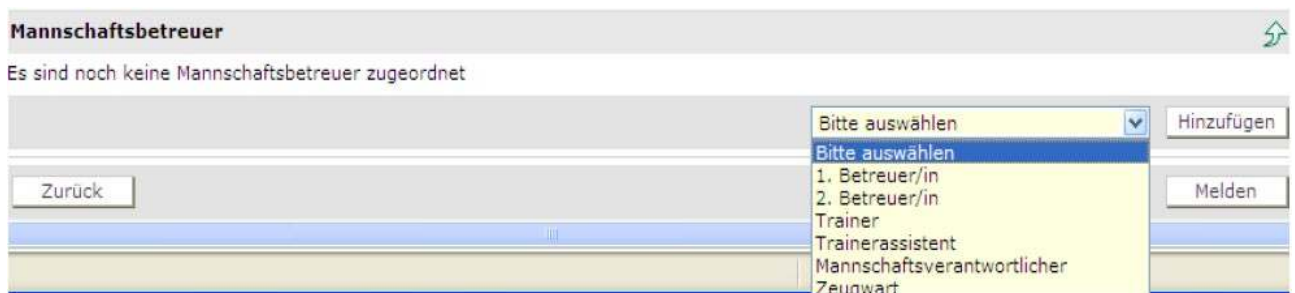 Mannschaftsbetreuer
Es sind noch keine Mannschaftsbetreuer zugeordnet
Bitte auswählen Hinzufügen
Bitte auswählen
1. Betreuer/in
Zurück Melden
2. Betreuer/in
Trainer
Trainerassistent
Mannschaftsverantwortlicher
Zeugwart